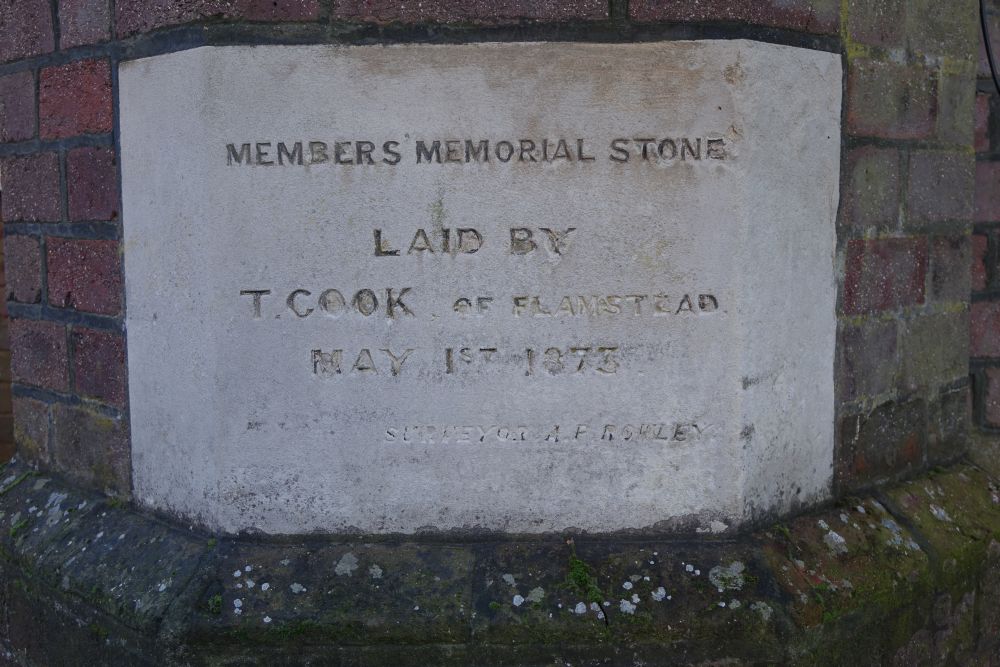 MEMBERS MEMORIAL STONE
LAID BY
T. COOK. OF FLAMSTEAD.
MAY 1ST 1873
SURVEYOR A.P. ROWLEY